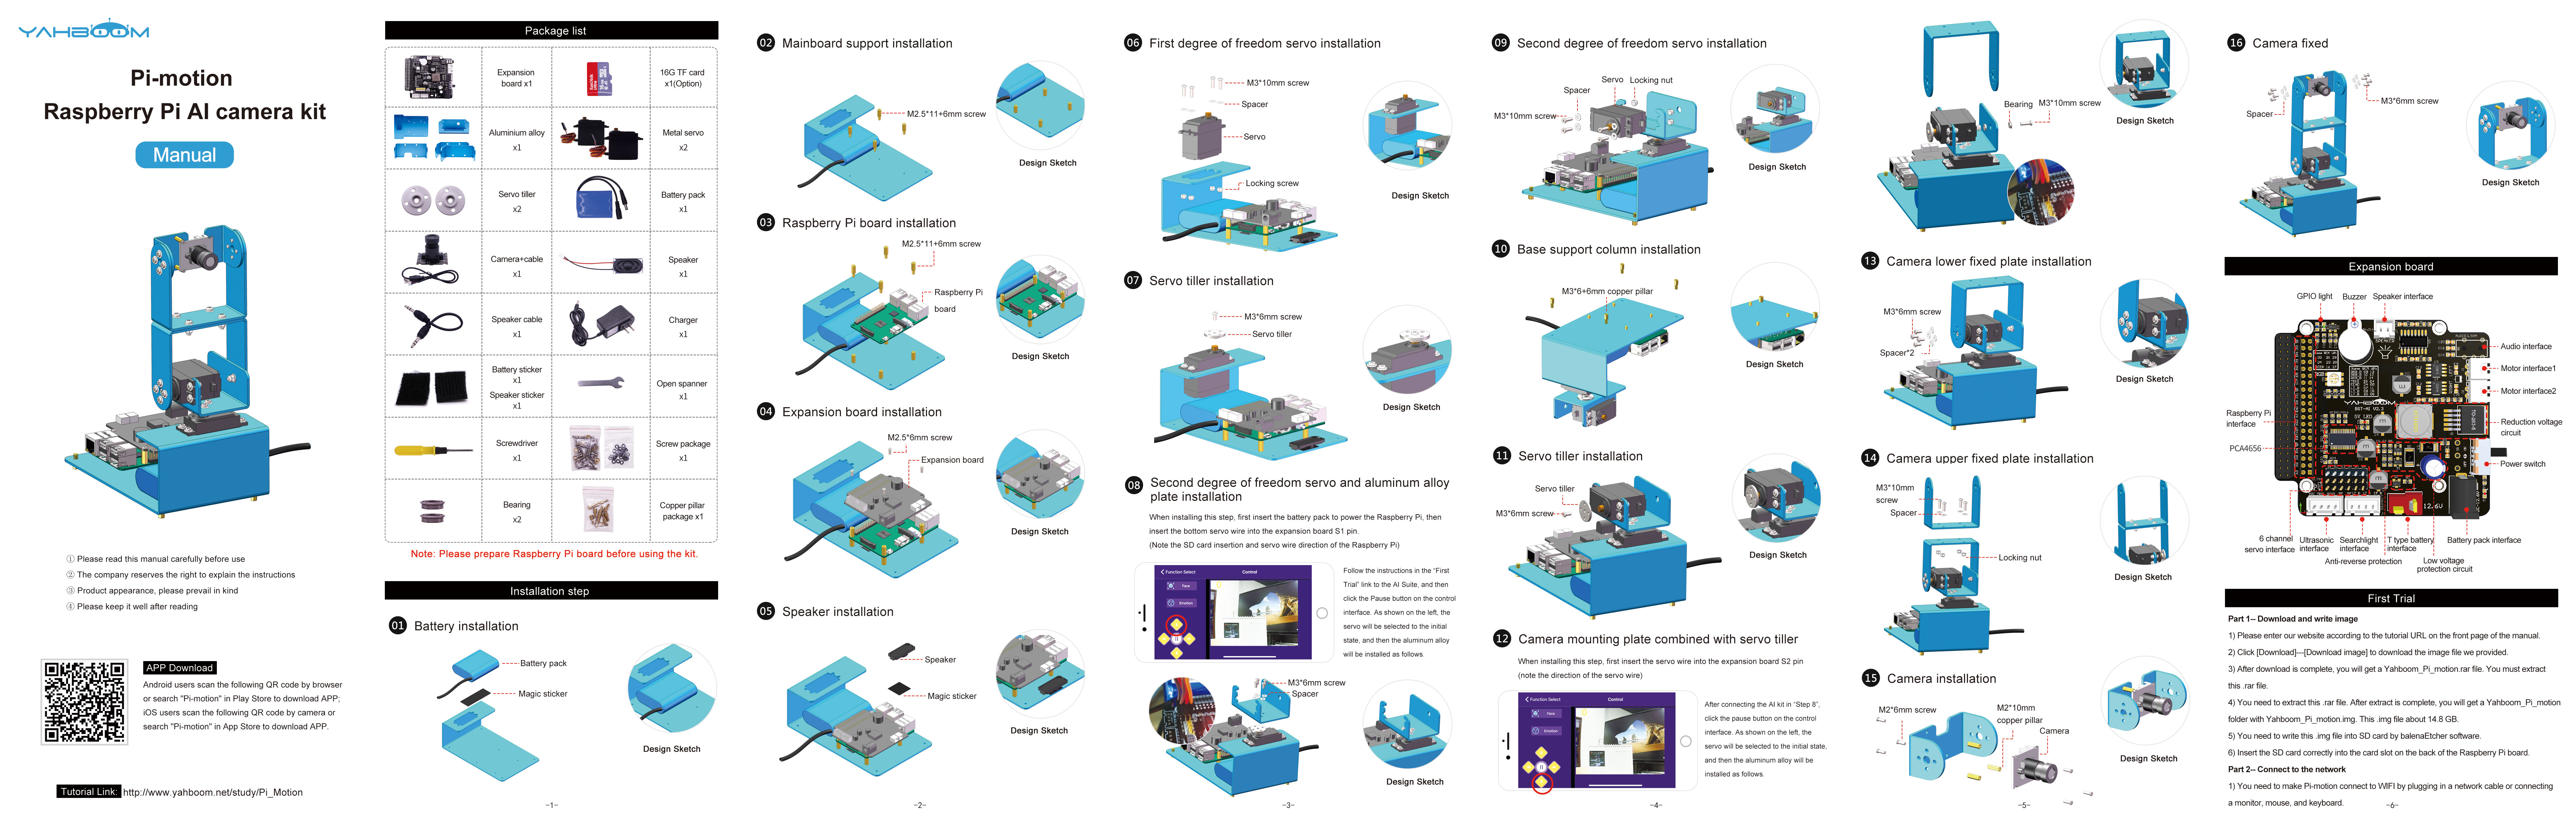 YAHBOOM
Pi-motion
Raspberry Pi AI camera kit
Manual
① Please read this manual carefully before use
② The company reserves the right to explain the instructions
③ Product appearance, please prevail in kind
④ Please keep it well after reading
APP Download
Android users scan the following QR code by browser
or search "Pi-motion" in Play Store to download APP;
iOS users scan the following QR code by camera or
search "Pi-motion" in App Store to download APP.
Tutorial Link: http://www.yahboom.net/study/Pi_Motion
Package list
Expansion
board x1
16G TF card
x1(Option)
Aluminium alloy
x1
Metal servo
x2
Servo tiller
x2
Battery pack
x1
Camera+cable
x1
Speaker
x1
Speaker cable
x1
Charger
x1
Battery sticker
x1
Speaker sticker
x1
Open spanner
x1
Screwdriver
x1
Screw package
x1
Bearing
x2
Copper pillar
package x1
Note: Please prepare Raspberry Pi board before using the kit.
Installation step
01 Battery installation
Battery pack
Magic sticker
Design Sketch
-1-
02 Mainboard support installation
M2.5*11+6mm screw
Design Sketch
03 Raspberry Pi board installation
M2.5*11+6mm screw
Raspberry Pi
board
Design Sketch
04 Expansion board installation
M2.5*6mm screw
Expansion board
Design Sketch
05 Speaker installation
Speaker
Magic sticker
Design Sketch
-2-
06 First degree of freedom servo installation
M3*10mm screw
Spacer
Servo
Locking screw
Design Sketch
07 Servo tiller installation
M3*6mm screw
Servo tiller
Design Sketch
08 Second degree of freedom servo and aluminum alloy
plate installation
When installing this step, first insert the battery pack to power the Raspberry Pi, then
insert the bottom servo wire into the expansion board S1 pin.
(Note the SD card insertion and servo wire direction of the Raspberry Pi)
Function Select
Control
Face
Emotion
Follow the instructions in the "First
Trial" link to the AI Suite, and then
click the Pause button on the control
interface. As shown on the left, the
servo will be selected to the initial
state, and then the aluminum alloy
will be installed as follows.
M3*6mm screw
Spacer
Design Sketch
-3-
09 Second degree of freedom servo installation
Servo
Locking nut
Spacer
M3*10mm screw
Design Sketch
10 Base support column installation
M3*6+6mm copper pillar
Design Sketch
11 Servo tiller installation
Servo tiller
M3*6mm screw
Design Sketch
12 Camera mounting plate combined with servo tiller
When installing this step, first insert the servo wire into the expansion board S2 pin
(note the direction of the servo wire)
Function Select
Control
Face
Emotion
After connecting the AI kit in "Step 8",
click the pause button on the control
interface. As shown on the left, the
servo will be selected to the initial state,
and then the aluminum alloy will be
installed as follows.
-4-
Bearing
M3*10mm screw
Design Sketch
13 Camera lower fixed plate installation
M3*6mm screw
Spacer*2
Design Sketch
14 Camera upper fixed plate installation
M3*10mm
screw
Spacer
Locking nut
Design Sketch
15 Camera installation
M2*6mm screw
M2*10mm
copper pillar
Camera
Design Sketch
-5-
16 Camera fixed
Spacer
M3*6mm screw
Design Sketch
Expansion board
GPIO light
Buzzer
Speaker interface
Audio interface
Motor interface1
Motor interface2
YAHBOOM
Raspberry Pi
interface
Reduction voltage
circuit
PCA4656
Power switch
12.6V
6 channel
servo interface
Ultrasonic
interface
Searchlight
interface
T type battery
interface
Battery pack interface
Anti-reverse protection
Low voltage
protection circuit
First Trial
Part 1-- Download and write image
1) Please enter our website according to the tutorial URL on the front page of the manual.
2) Click [Download]---[Download image] to download the image file we provided.
3) After download is complete, you will get a Yahboom_Pi_motion.rar file. You must extract
this .rar file.
4) You need to extract this .rar file. After extract is complete, you will get a Yahboom_Pi_motion
folder with Yahboom_Pi_motion.img. This .img file about 14.8 GB.
5) You need to write this .img file into SD card by balenaEtcher software.
6) Insert the SD card correctly into the card slot on the back of the Raspberry Pi board.
Part 2-- Connect to the network
1) You need to make Pi-motion connect to WIFI by plugging in a network cable or connecting
a monitor, mouse, and keyboard.
-6-